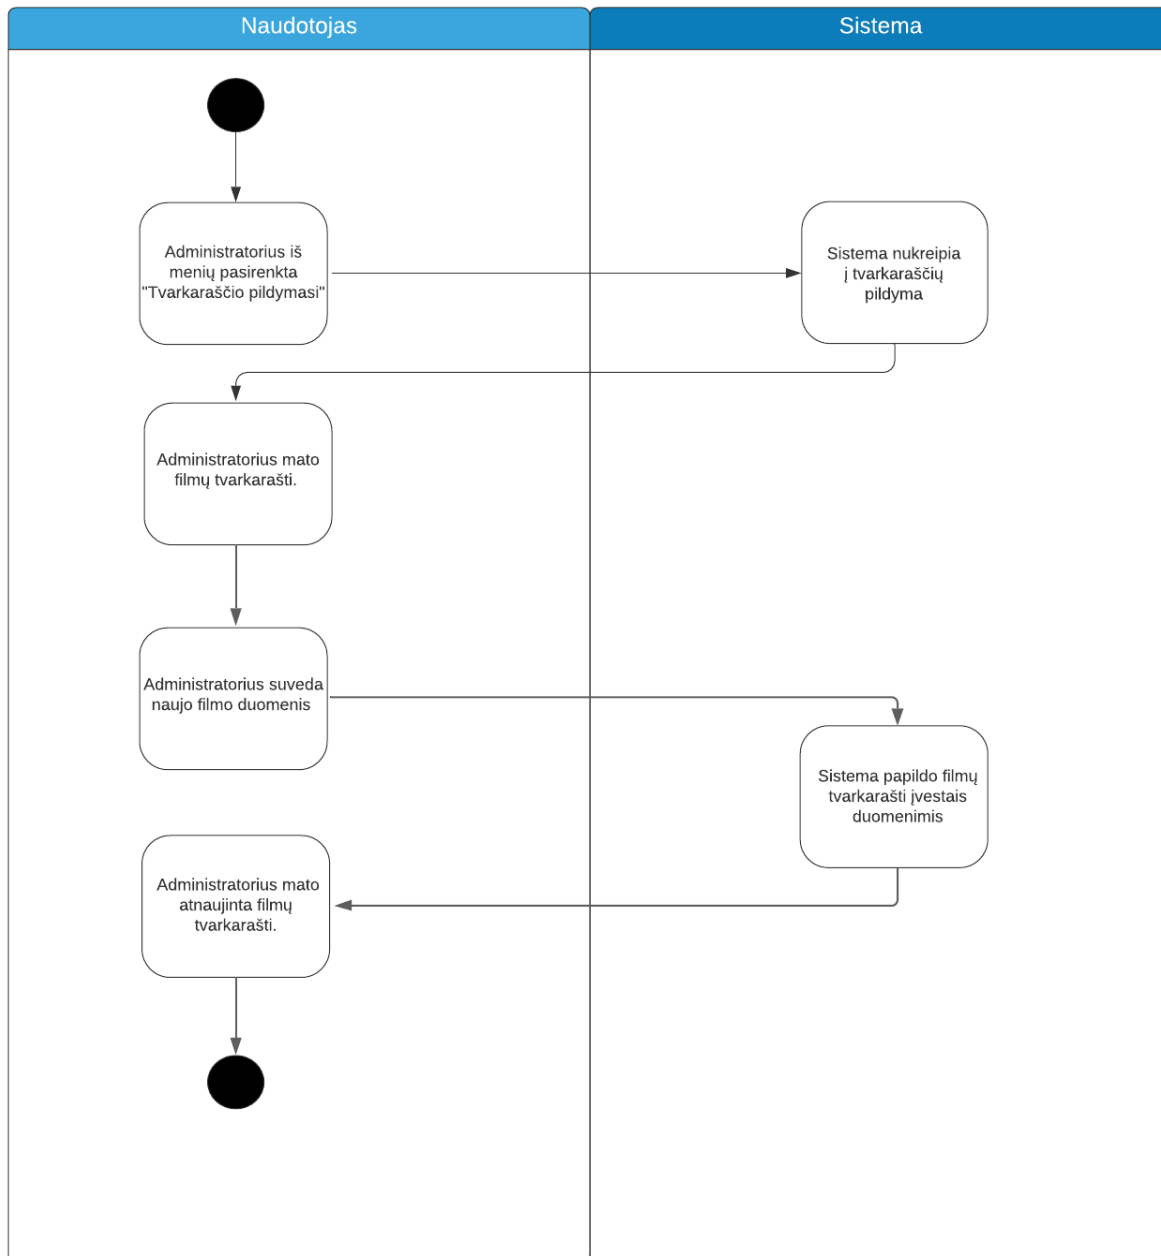 Naudotojas
Sistema
Administratorius iš
menių pasirenkta
"Tvarkaraščio pildymasi"
Sistema nukreipia
į tvarkaraščių
pildyma
Administratorius mato
filmų tvarkarašti.
Administratorius suveda
naujo filmo duomenis
Sistema papildo filmų
tvarkarašti įvestais
duomenimis
Administratorius mato
atnaujinta filmų
tvarkarašti.